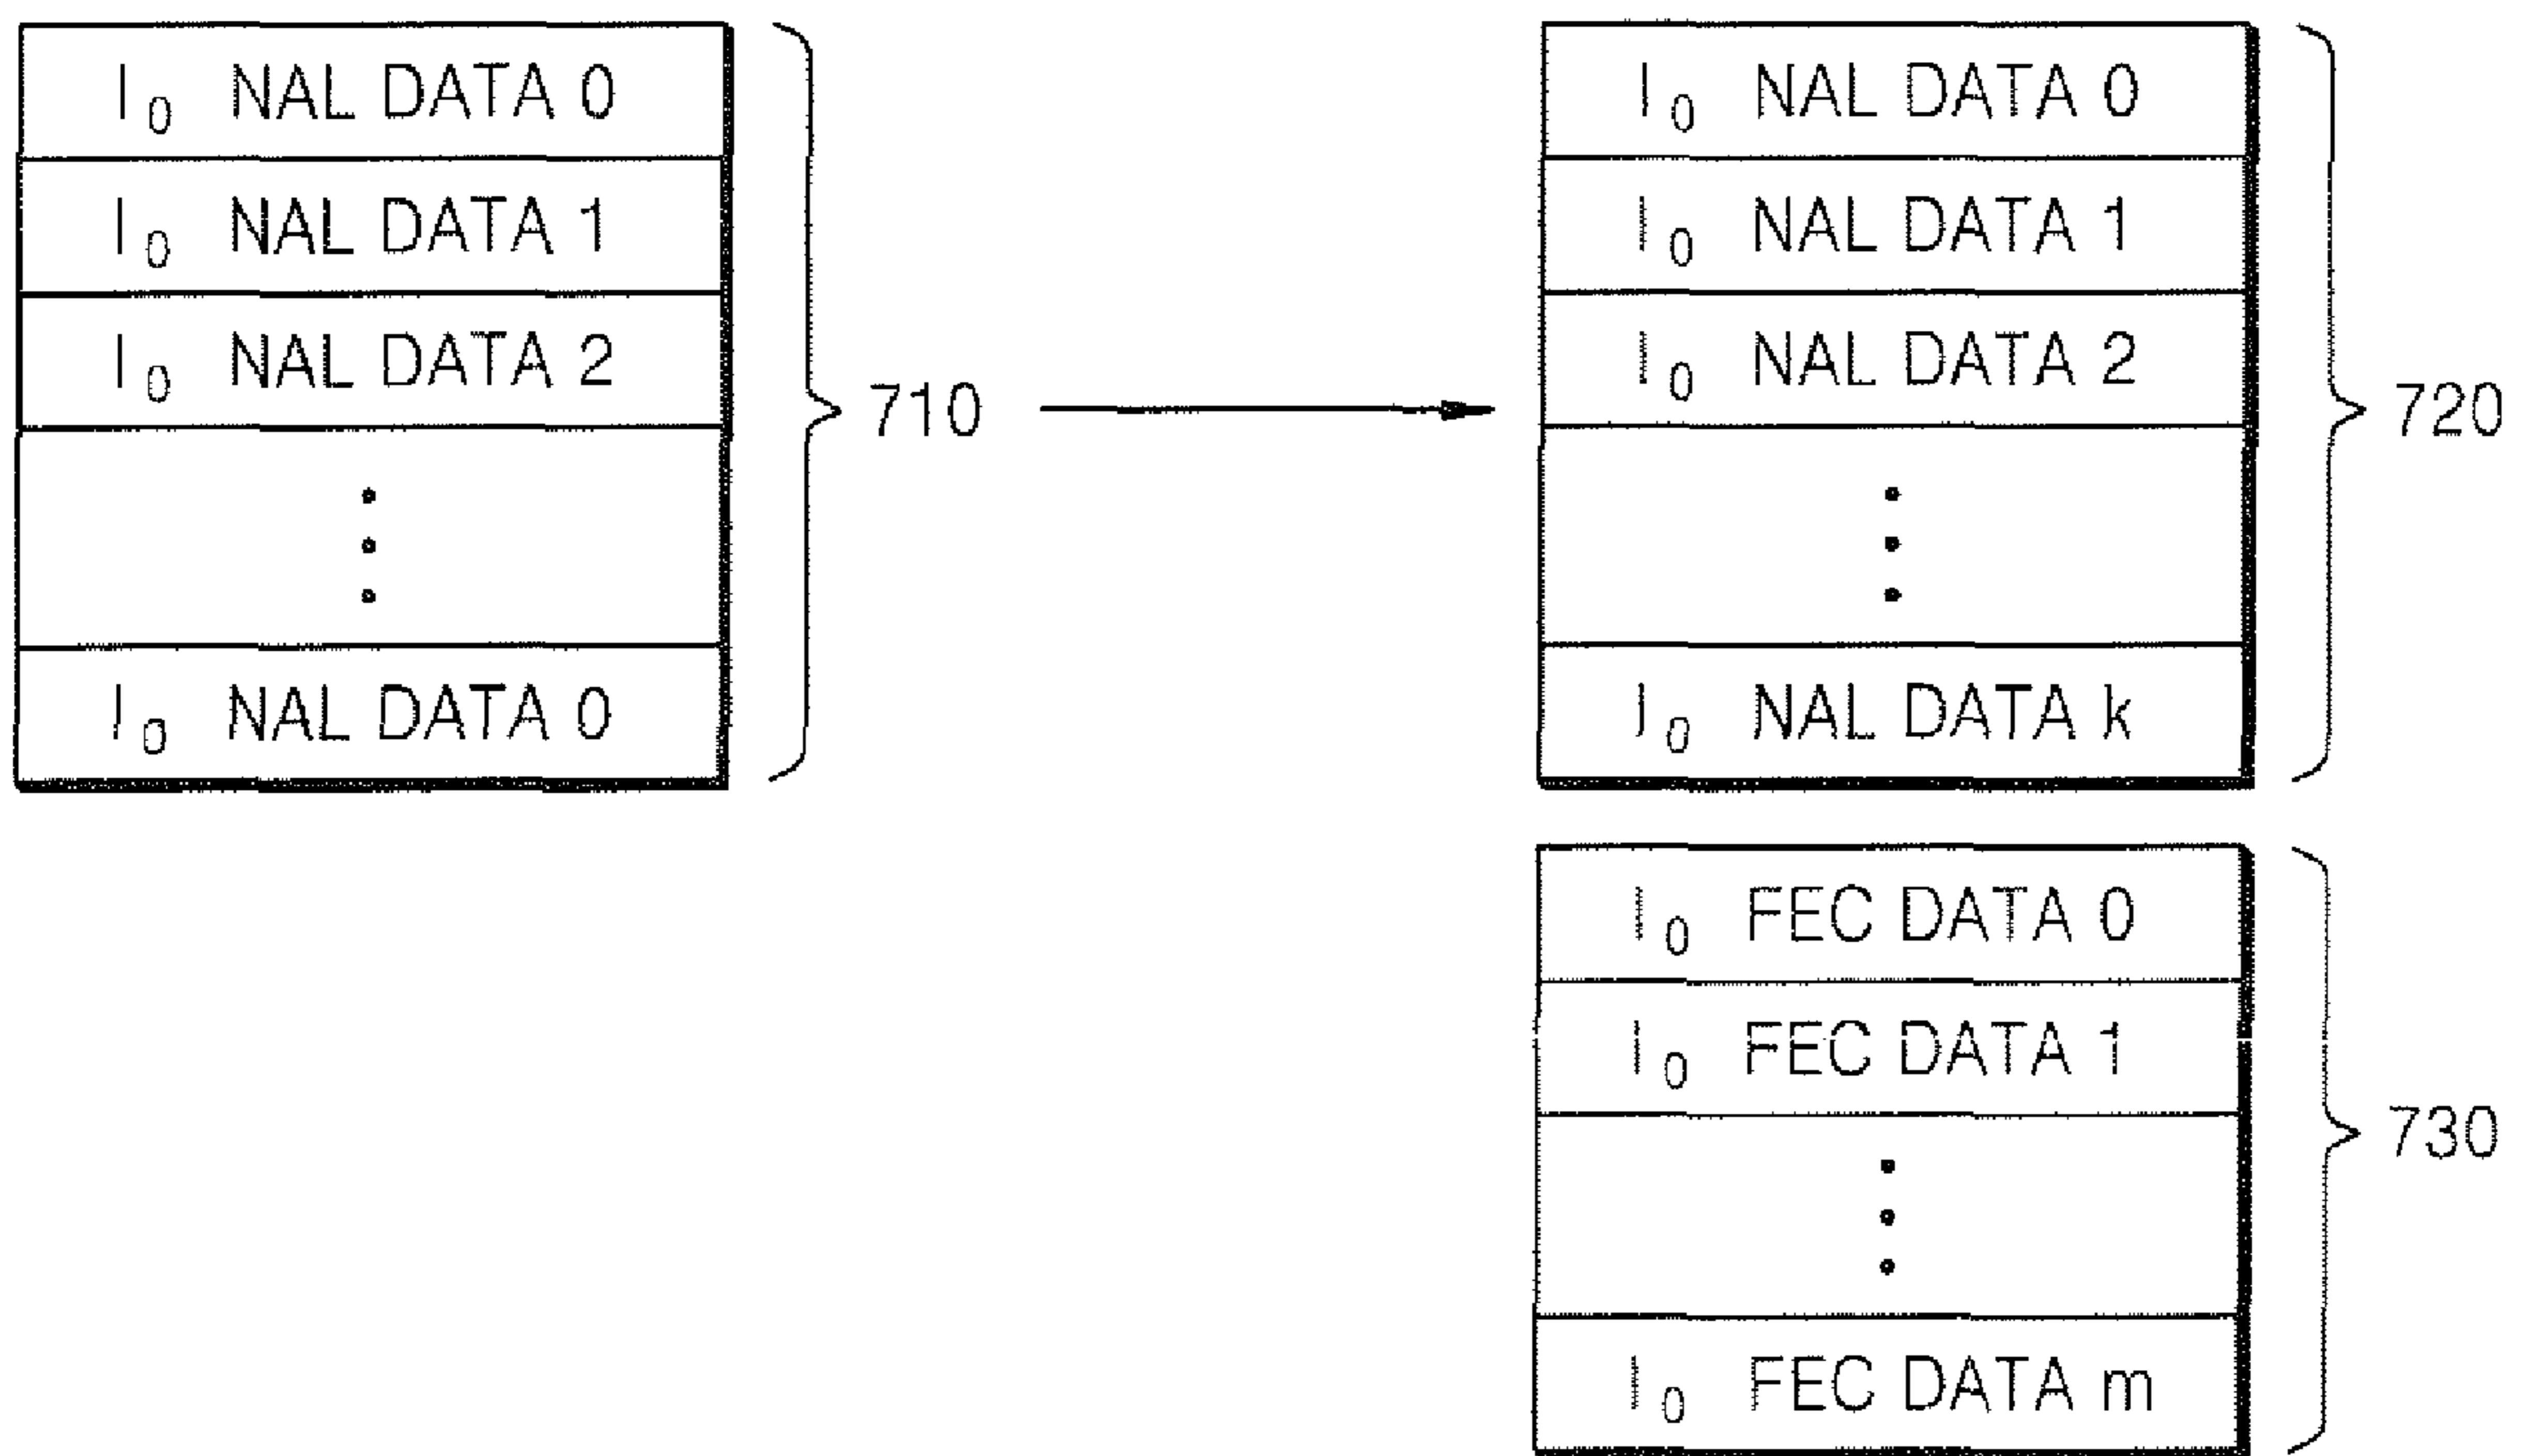 I₀ NAL DATA 0
I₀ NAL DATA 1
I₀ NAL DATA 2
I₀ NAL DATA 0
710
I₀ NAL DATA 0
I₀ NAL DATA 1
I₀ NAL DATA 2
I₀ NAL DATA k
720
I₀ FEC DATA 0
I₀ FEC DATA 1
I₀ FEC DATA m
730